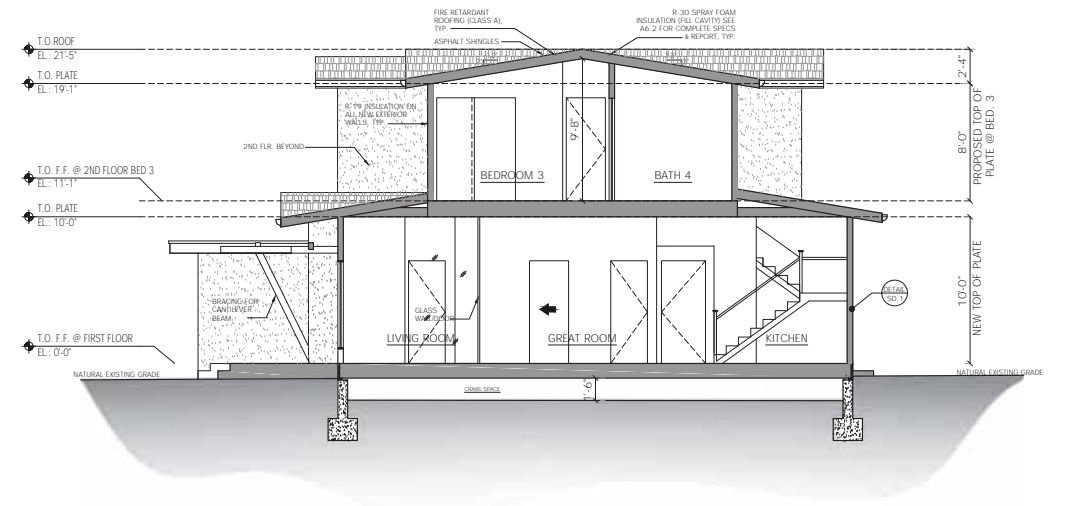 FIRE RETARDANT
ROOFING (CLASS A),
TYP.
ASPHALT SHINGLES
R-30 SPRAY FOAM
INSULATION (FILL CAVITY) SEE
A6.2 FOR COMPLETE SPECS
& REPORT, TYP.
T.O.ROOF
EL.: 21'-5"
T.O. PLATE
EL.: 19'-1"
2'-4"
R-19 INSULATION ON
ALL NEW EXTERIOR
WALLS, TYP.
2ND FLR. BEYOND
9'-8"
8'-0"
PROPOSED TOP OF
PLATE @ BED. 3
BEDROOM 3
BATH 4
T.O. F.F. @ 2ND FLOOR BED 3
EL.: 11'-1"
T.O. PLATE
EL.: 10'-0"
10'-0"
NEW TOP OF PLATE
BRACING FOR
CANTILEVER
BEAM.
GLASS
WALL/DOOR
DETAIL
SD.1
LIVING ROOM
GREAT ROOM
KITCHEN
T.O. F.F. @ FIRST FLOOR
EL.: 0'-0"
NATURAL EXISTING GRADE
NATURAL EXISTING GRADE
CRAWL SPACE
1'-6"